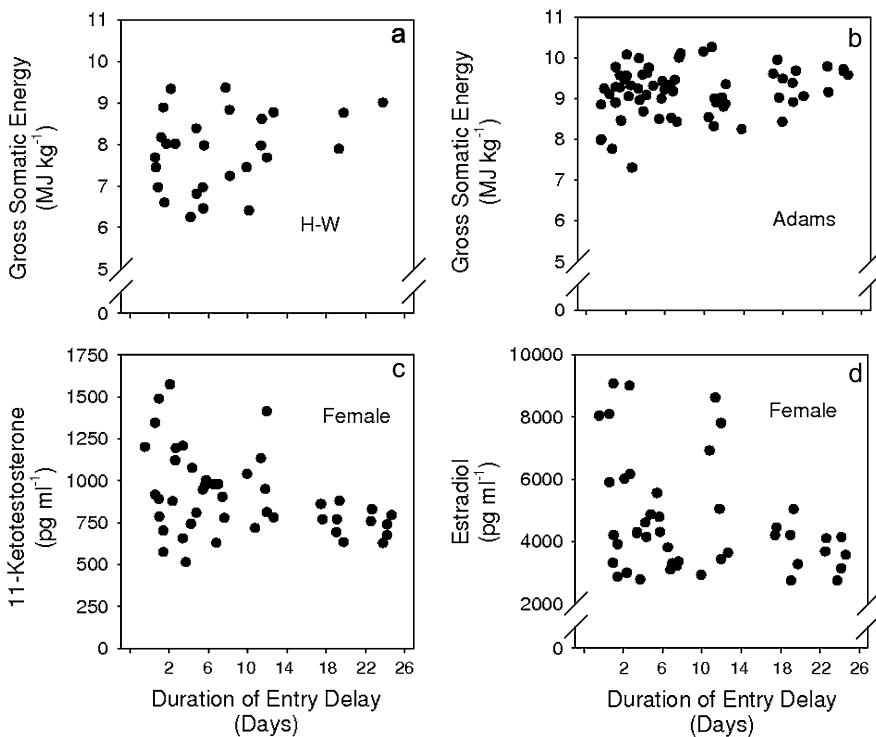 a
Gross Somatic Energy
(MJ kg-1)
11
10
9
8
7
6
5
0
H-W
b
Gross Somatic Energy
(MJ kg-1)
11
10
9
8
7
6
5
0
Adams
c
11-Ketotestosterone
(pg ml-1)
1750
1500
1250
1000
750
500
250
0
Female
2 6 10 14 18 22 26
Duration of Entry Delay
(Days)
d
Estradiol
(pg ml-1)
10000
8000
6000
4000
2000
0
Female
2 6 10 14 18 22 26
Duration of Entry Delay
(Days)